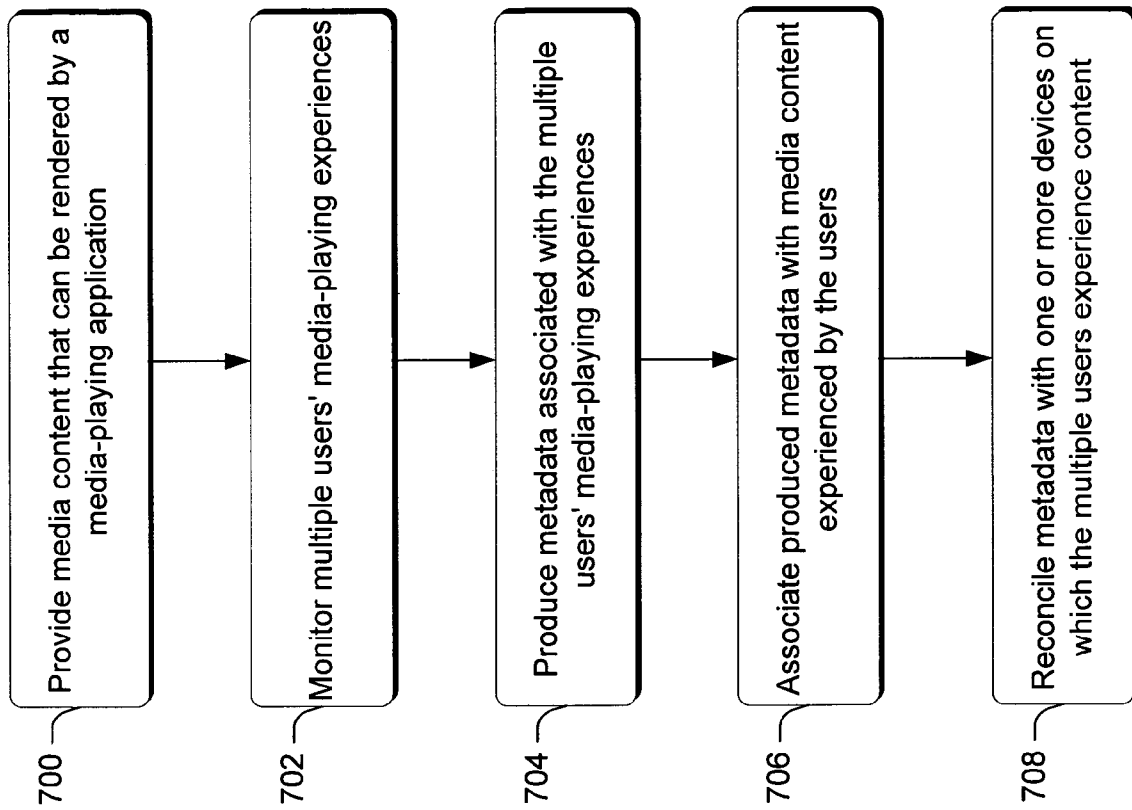 700
Provide media content that can be rendered by a
media-playing application
702
Monitor multiple users' media-playing experiences
704
Produce metadata associated with the multiple
users' media-playing experiences
706
Associate produced metadata with media content
experienced by the users
708
Reconcile metadata with one or more devices on
which the multiple users experience content